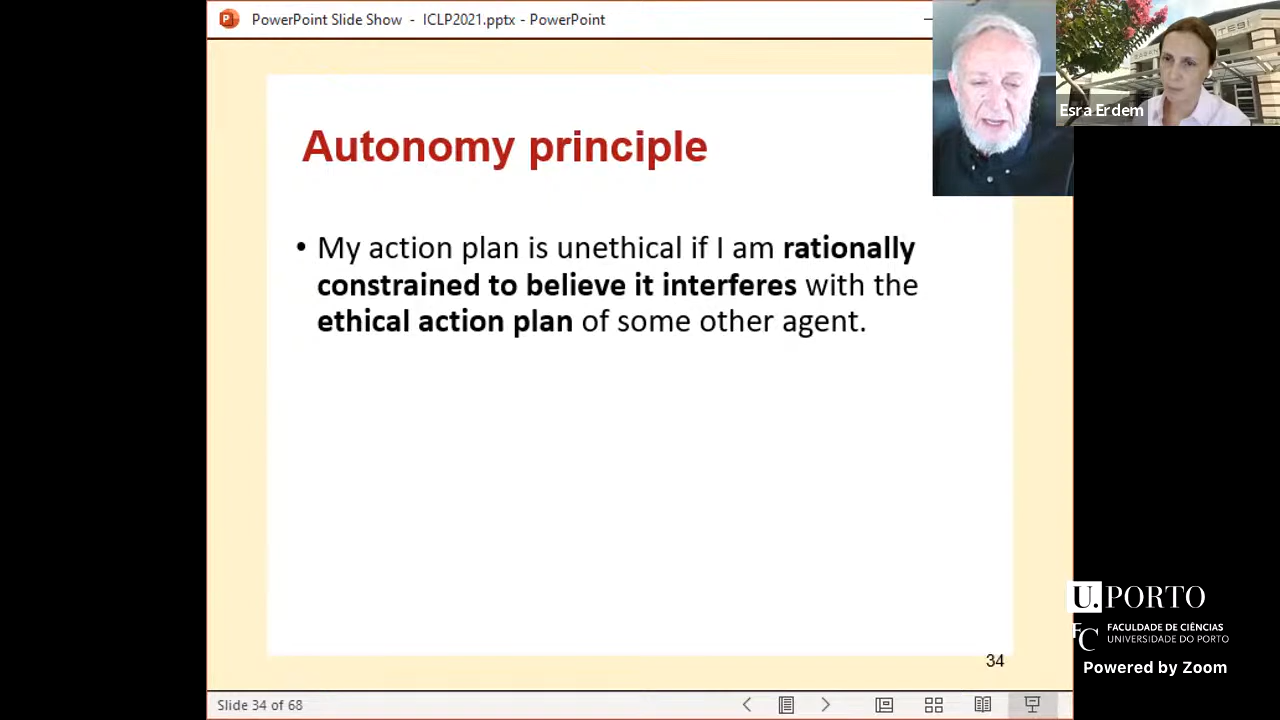 PowerPoint Slide Show - ICLP2021.pptx - PowerPoint
Esra Erdem
Autonomy principle
• My action plan is unethical if I am rationally
constrained to believe it interferes with the
ethical action plan of some other agent.
34
Slide 34 of 68
U. PORTO
FC FACULDADE DE CIÊNCIAS
UNIVERSIDADE DO PORTO
Powered by Zoom